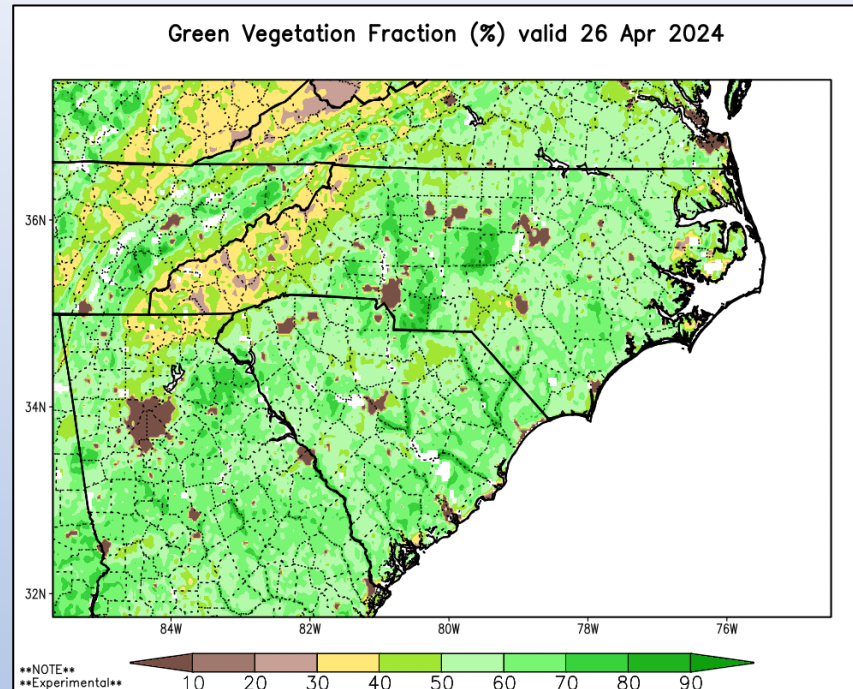 Green Vegetation Fraction (%) valid 26 Apr 2024
36N
34N
32N
84W 82W 80W 78W 76W
**NOTE**
**Experimental**
10 20 30 40 50 60 70 80 90